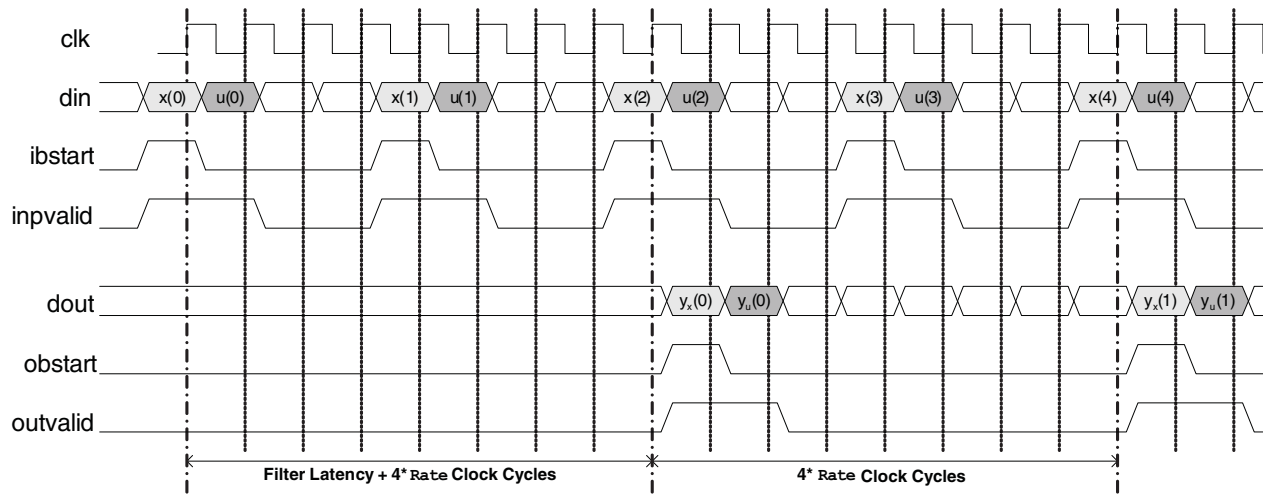 clk
din x(0) u(0) x(1) u(1) x(2) u(2) x(3) u(3) x(4) u(4)
ibstart
inpvalid
dout yx(0) yu(0) yx(1) yu(1)
obstart
outvalid
Filter Latency + 4* Rate Clock Cycles 4* Rate Clock Cycles